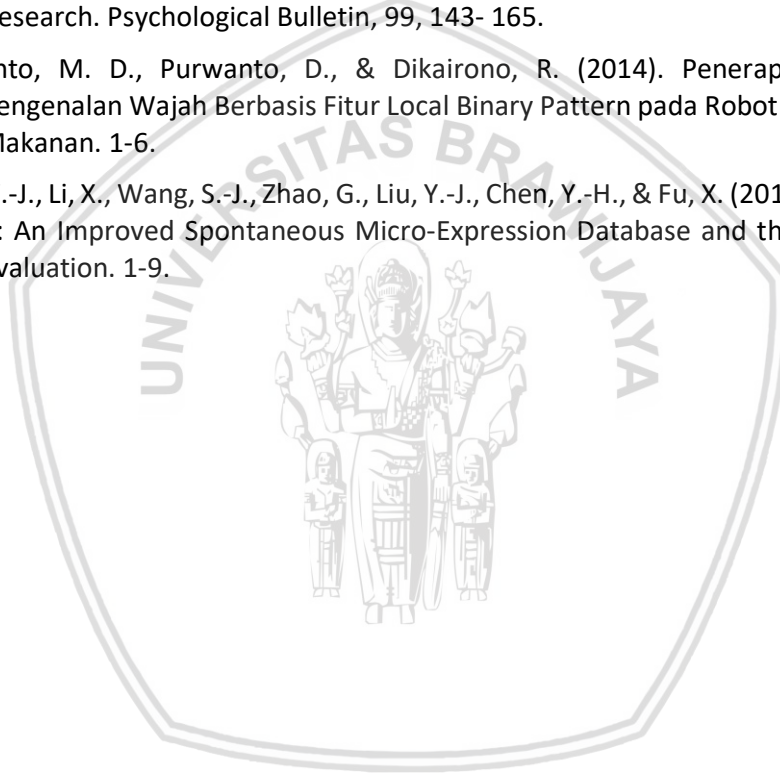 esearch. Psychological Bulletin, 99, 143- 165.
nto, M. D., Purwanto, D., & Dikairono, R. (2014). Penerap
engenalan Wajah Berbasis Fitur Local Binary Pattern pada Robot
Makanan. 1-6.
.-J., Li, X., Wang, S.-J., Zhao, G., Liu, Y.-J., Chen, Y.-H., & Fu, X. (201
: An Improved Spontaneous Micro-Expression Database and th
valuation. 1-9.
UNIVERSITAS BRAWIJAYA